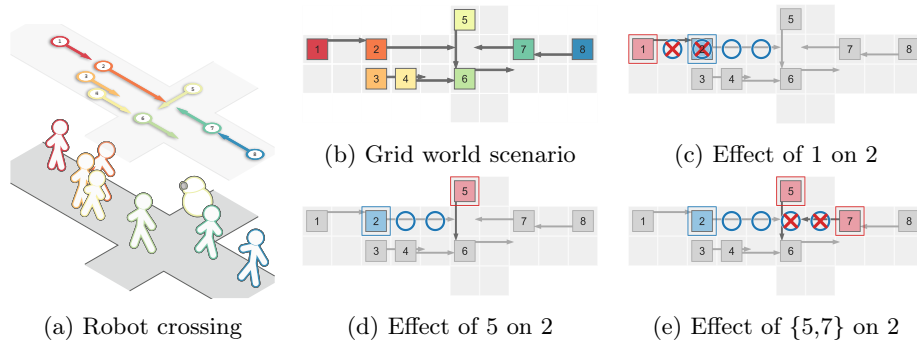 1
2
3
4
5
6
7
8
(a) Robot crossing
5
1 2 7 8
3 4 6
(b) Grid world scenario
5
1 7 8
3 4 6
(c) Effect of 1 on 2
5
1 2 7 8
3 4 6
(d) Effect of 5 on 2
5
1 2 7 8
3 4 6
(e) Effect of {5,7} on 2